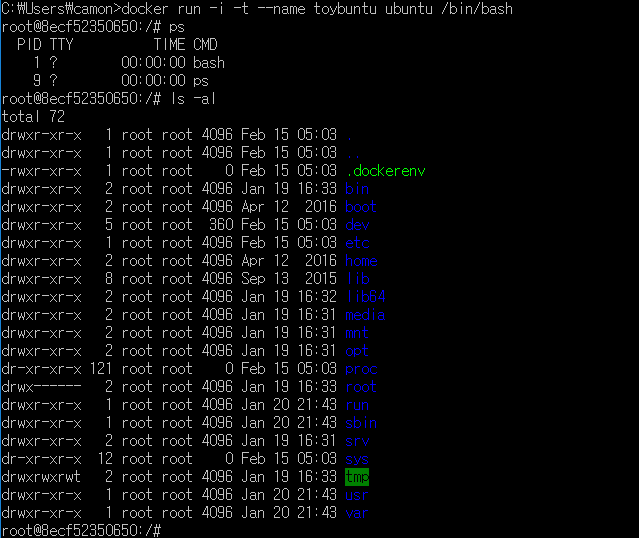 C:₩Users₩camon>docker run -i -t --name toybuntu ubuntu /bin/bash
root@8ecf52350650:/# ps
  PID TTY          TIME CMD
    1 ?        00:00:00 bash
    9 ?        00:00:00 ps
root@8ecf52350650:/# ls -al
total 72
drwxr-xr-x   1 root root 4096 Feb 15 05:03 .
drwxr-xr-x   1 root root 4096 Feb 15 05:03 ..
-rwxr-xr-x   1 root root    0 Feb 15 05:03 .dockerenv
drwxr-xr-x   2 root root 4096 Jan 19 16:33 bin
drwxr-xr-x   2 root root 4096 Apr 12  2016 boot
drwxr-xr-x   5 root root  360 Feb 15 05:03 dev
drwxr-xr-x   1 root root 4096 Feb 15 05:03 etc
drwxr-xr-x   2 root root 4096 Apr 12  2016 home
drwxr-xr-x   8 root root 4096 Sep 13  2015 lib
drwxr-xr-x   2 root root 4096 Jan 19 16:32 lib64
drwxr-xr-x   2 root root 4096 Jan 19 16:31 media
drwxr-xr-x   2 root root 4096 Jan 19 16:31 mnt
drwxr-xr-x   2 root root 4096 Jan 19 16:31 opt
dr-xr-xr-x 121 root root    0 Feb 15 05:03 proc
drwx------   2 root root 4096 Jan 19 16:33 root
drwxr-xr-x   1 root root 4096 Jan 20 21:43 run
drwxr-xr-x   1 root root 4096 Jan 20 21:43 sbin
drwxr-xr-x   2 root root 4096 Jan 19 16:31 srv
dr-xr-xr-x  12 root root    0 Feb 15 05:03 sys
drwxrwxrwt   2 root root 4096 Jan 19 16:33 tmp
drwxr-xr-x   1 root root 4096 Jan 20 21:43 usr
drwxr-xr-x   1 root root 4096 Jan 20 21:43 var
root@8ecf52350650:/#